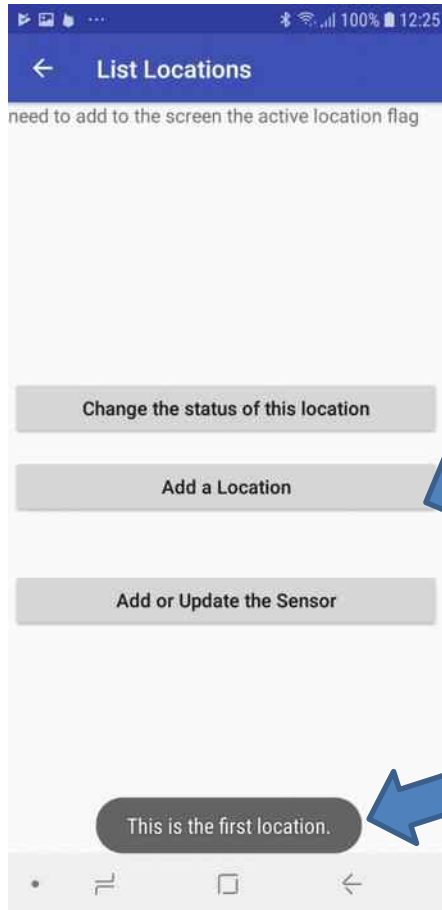 100% 12:25
List Locations
need to add to the screen the active location flag
Change the status of this location
Add a Location
Add or Update the Sensor
This is the first location.